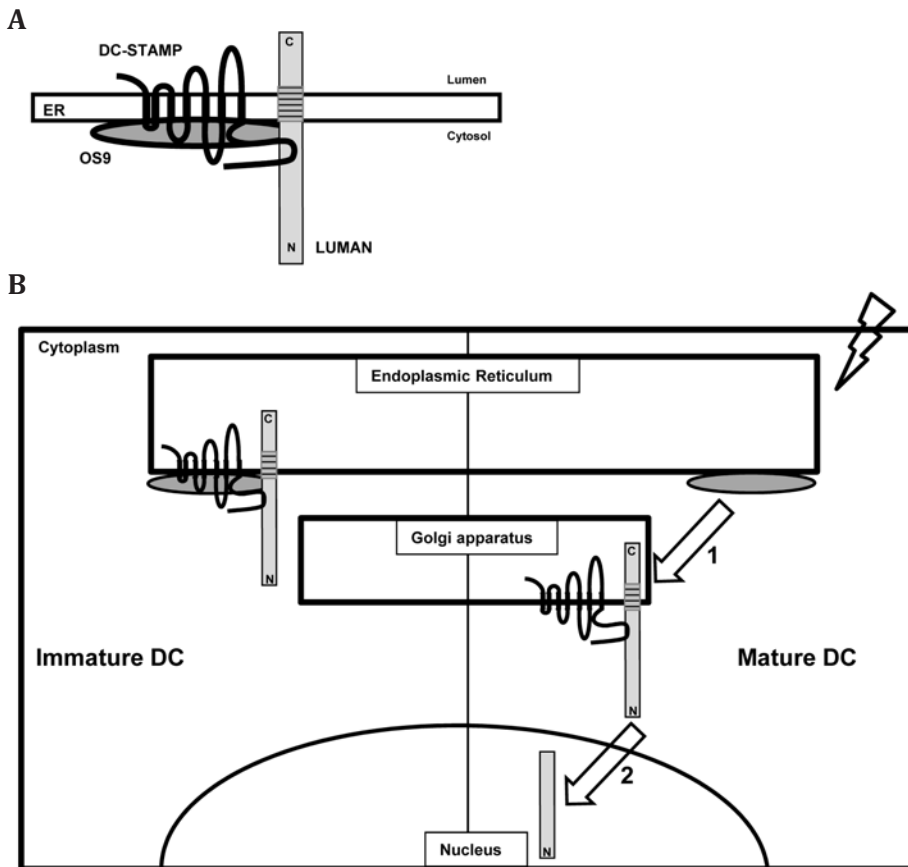 A
DC-STAMP
C
Lumen
ER
Cytosol
OS9
N
LUMAN
B
Cytoplasm
Endoplasmic Reticulum
C
Golgi apparatus
C
1
N
Immature DC
Mature DC
N
2
Nucleus
N